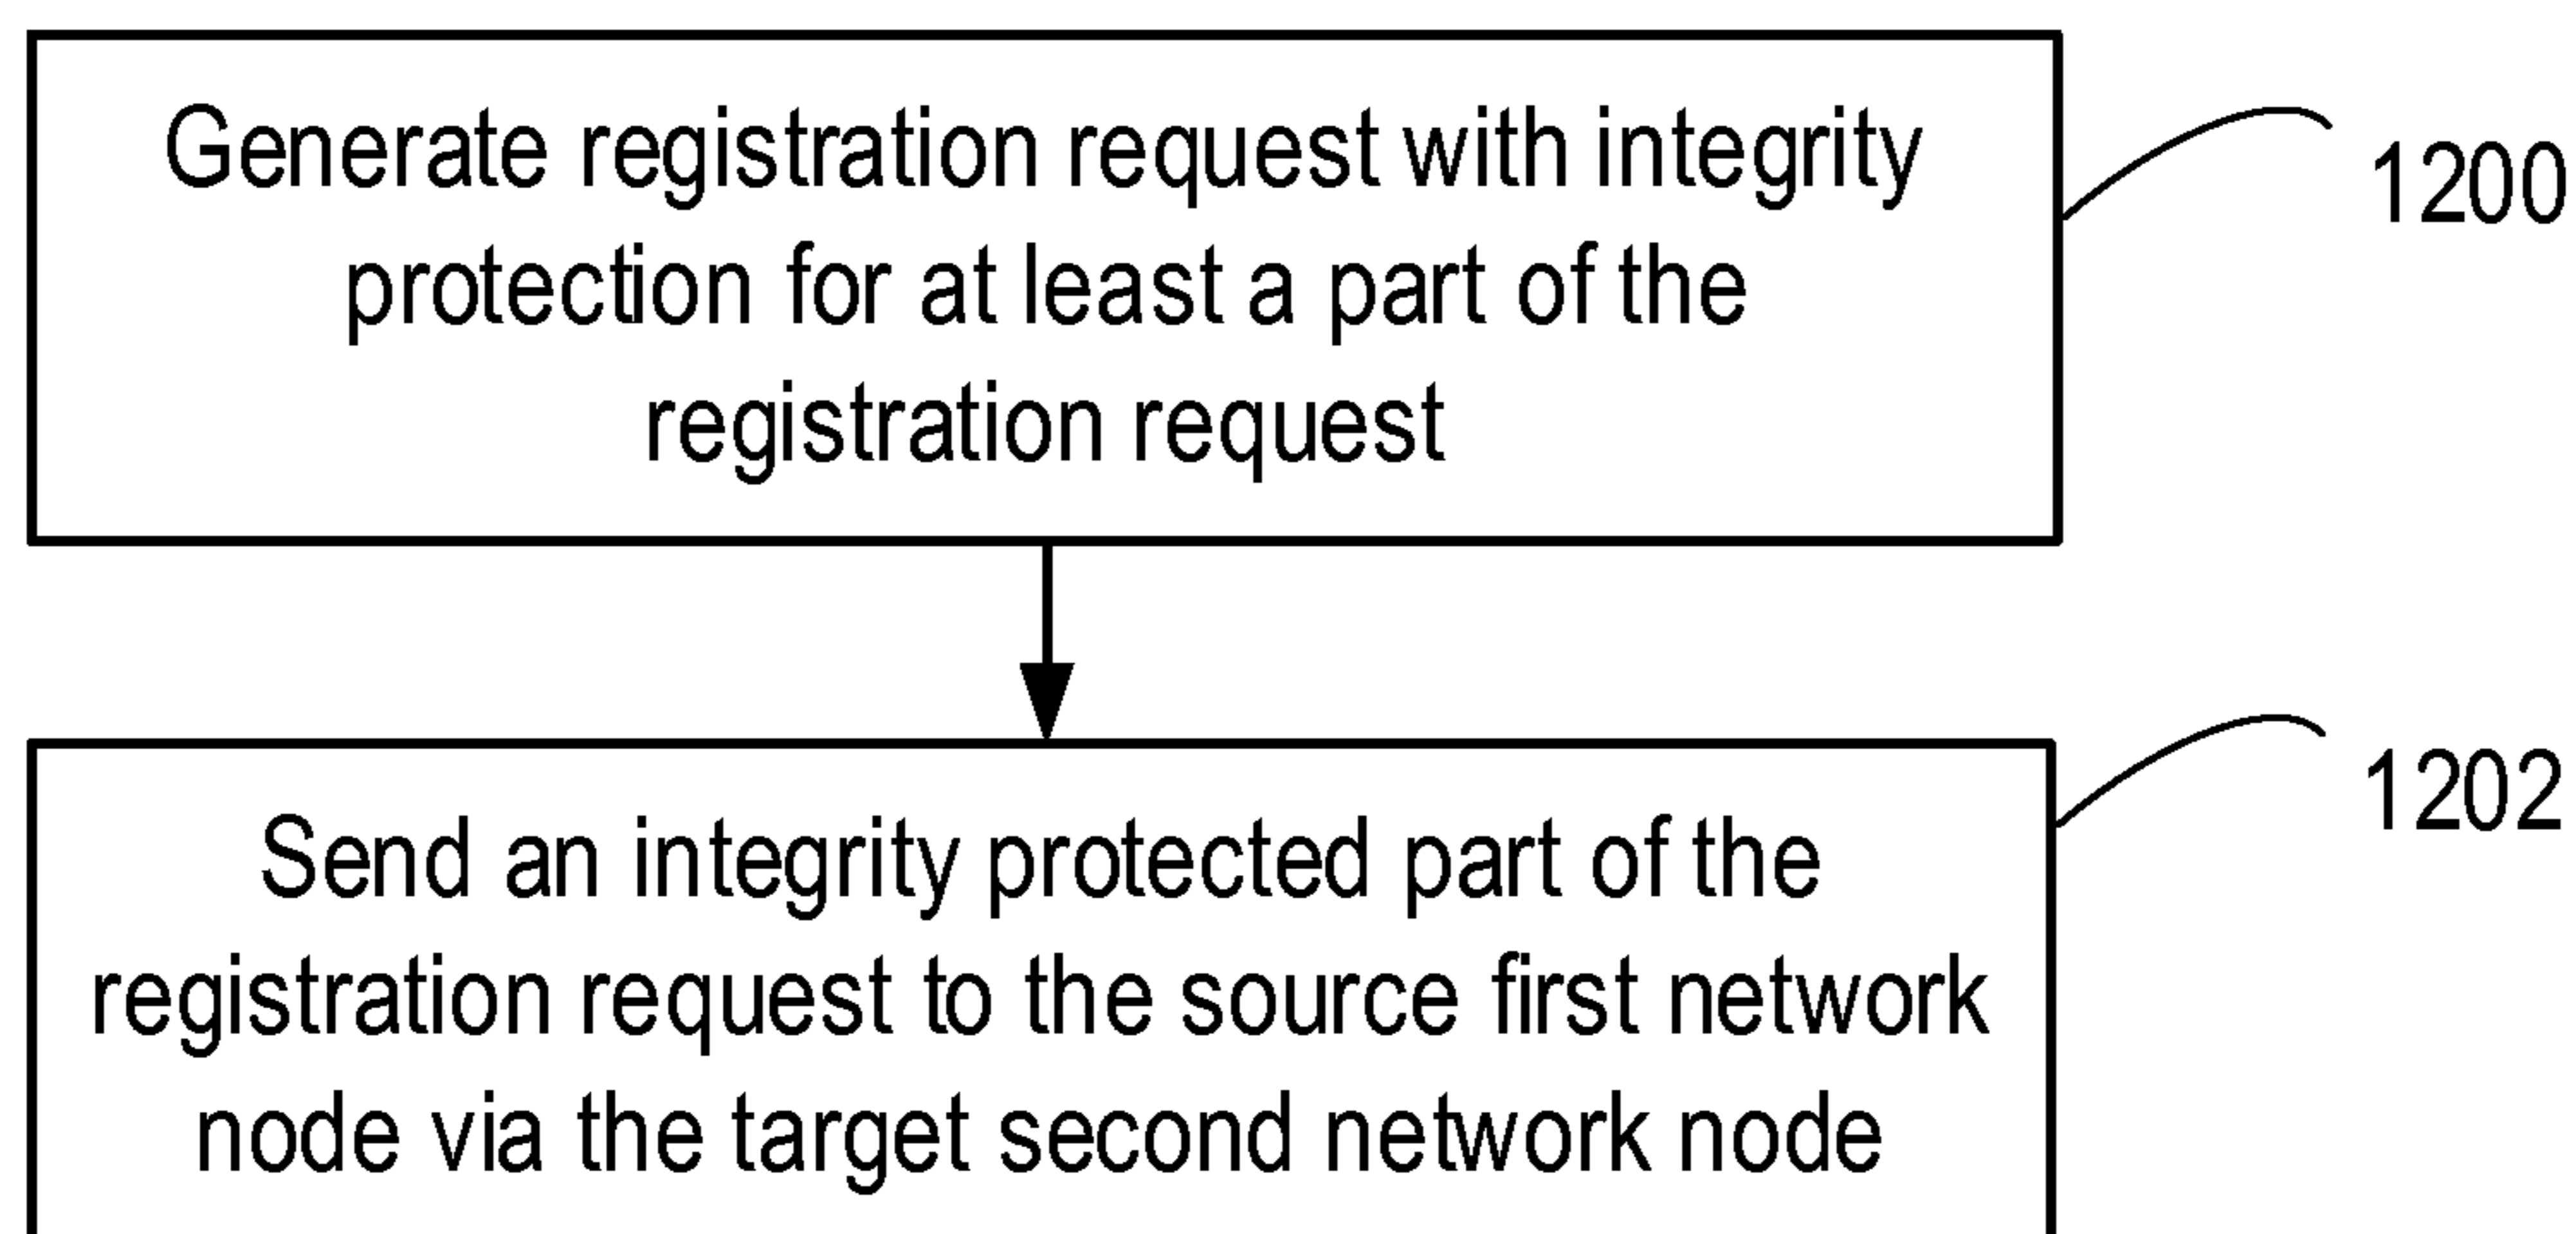 Generate registration request with integrity
protection for at least a part of the
registration request
1200
Send an integrity protected part of the
registration request to the source first network
node via the target second network node
1202